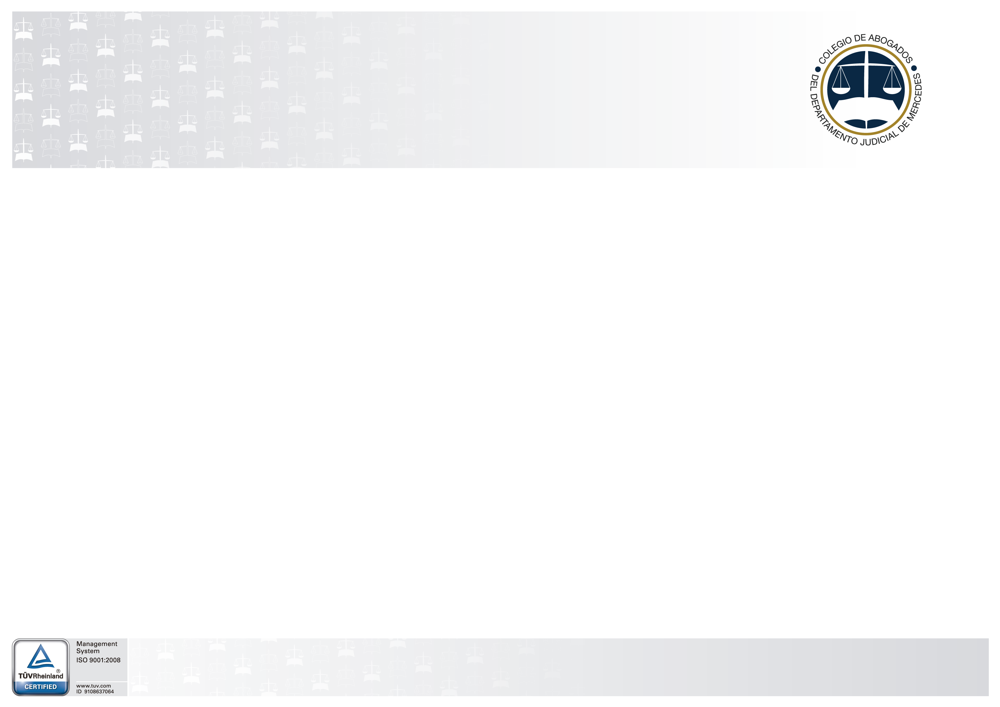 COLEGIO DE ABOGADOS
DEL DEPARTAMENTO JUDICIAL DE MERCEDES
TÜVRheinland®
CERTIFIED
Management
System
ISO 9001:2008
www.tuv.com
ID 9108637064